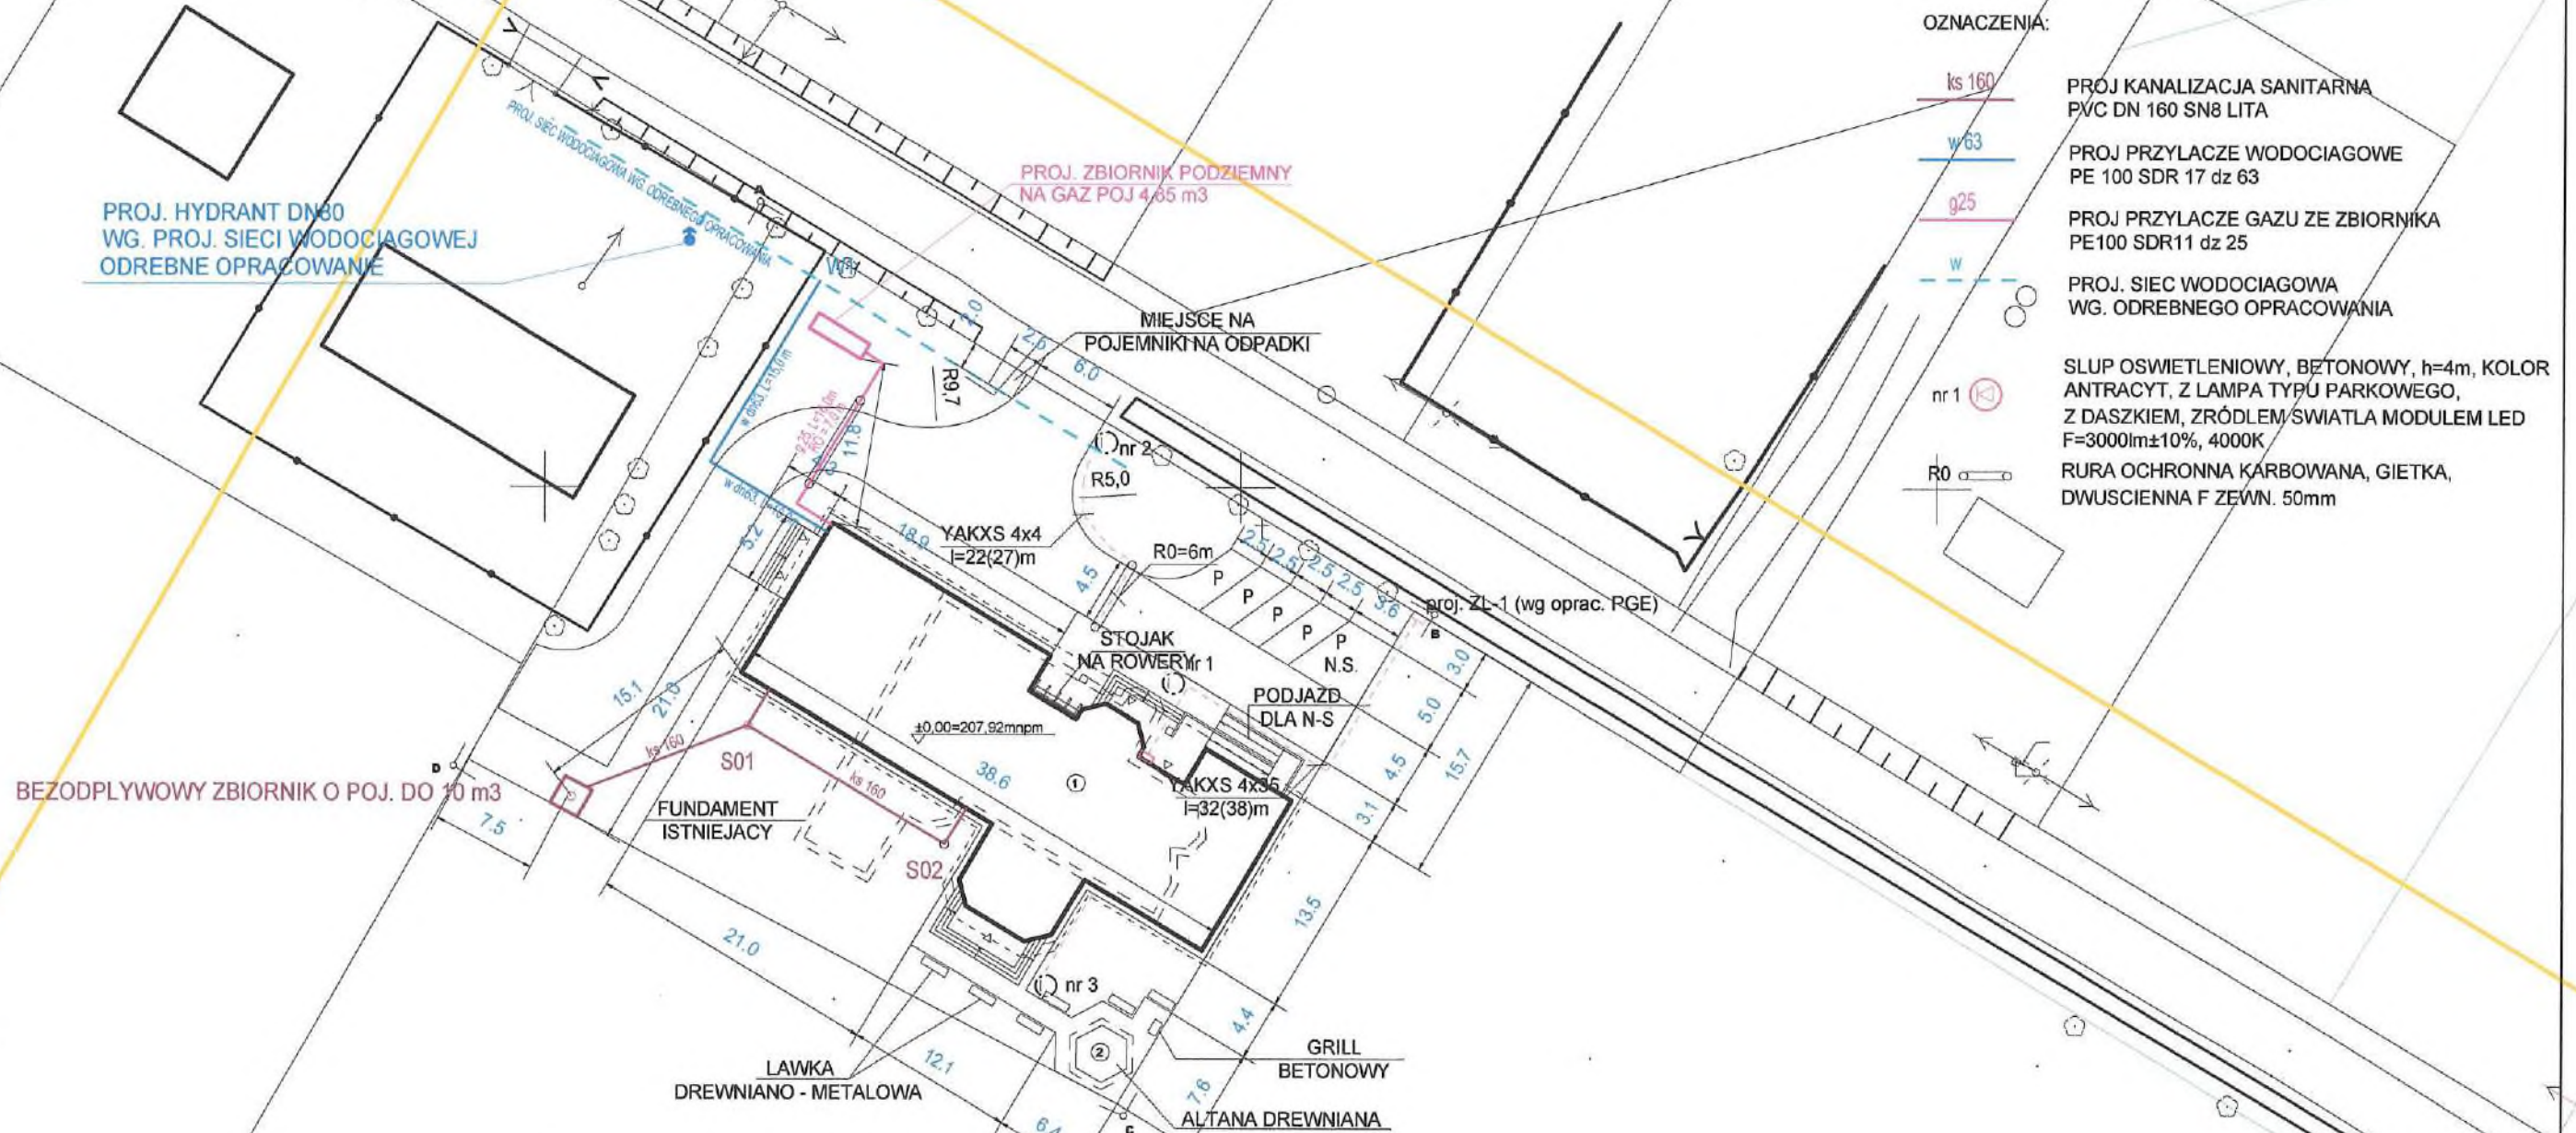 OZNACZENIA:
ks 160
PROJ KANALIZACJA SANITARNA
PVC DN 160 SN8 LITA
w 63
PROJ PRZYLACZE WODOCIAGOWE
PE 100 SDR 17 dz 63
g25
PROJ PRZYLACZE GAZU ZE ZBIORNIKA
PE100 SDR11 dz 25
w
PROJ. SIEC WODOCIAGOWA
WG. ODREBNEGO OPRACOWANIA
nr 1
SLUP OSWIETLENIOWY, BETONOWY, h=4m, KOLOR
ANTRACYT, Z LAMPA TYPU PARKOWEGO,
Z DASZKIEM, ZRÓDLEM SWIATLA MODULEM LED
F=3000lm±10%, 4000K
R0
RURA OCHRONNA KARBOWANA, GIETKA,
DWUSCIENNA F ZEWN. 50mm
PROJ. SIEC WODOCIAGOWA WG. ODREBNEGO OPRACOWANIA
PROJ. ZBIORNIK PODZIEMNY
NA GAZ POJ 4,85 m3
PROJ. HYDRANT DN80
WG. PROJ. SIECI WODOCIAGOWEJ
ODREBNE OPRACOWANIE
A
MIEJSCE NA
POJEMNIKI NA ODPADKI
2.0
2.5
6.0
R9,7
w dn63, L=15,0 m
11.8
nr 2
R5,0
w dn63,
5.2
18.9
YAKXS 4x4
l=22(27)m
R0=6m
4.5
2.5
2.5
2.5
2.5
3.6
P
P
P
P
P
N.S.
proj. ZL-1 (wg oprac. PGE)
B
STOJAK
NA ROWERY
nr 1
PODJAZD
DLA N-S
3.0
5.0
4.5
15.7
3.1
15.1
21.0
±0,00=207,92mnpm
38.6
1
YAKXS 4x35
l=32(38)m
ks 160
S01
ks 160
D
BEZODPLYWOWY ZBIORNIK O POJ. DO 10 m3
7.5
FUNDAMENT
ISTNIEJACY
S02
13.5
21.0
nr 3
4.4
12.1
2
GRILL
BETONOWY
LAWKA
DREWNIANO - METALOWA
7.6
ALTANA DREWNIANA
6.4
C